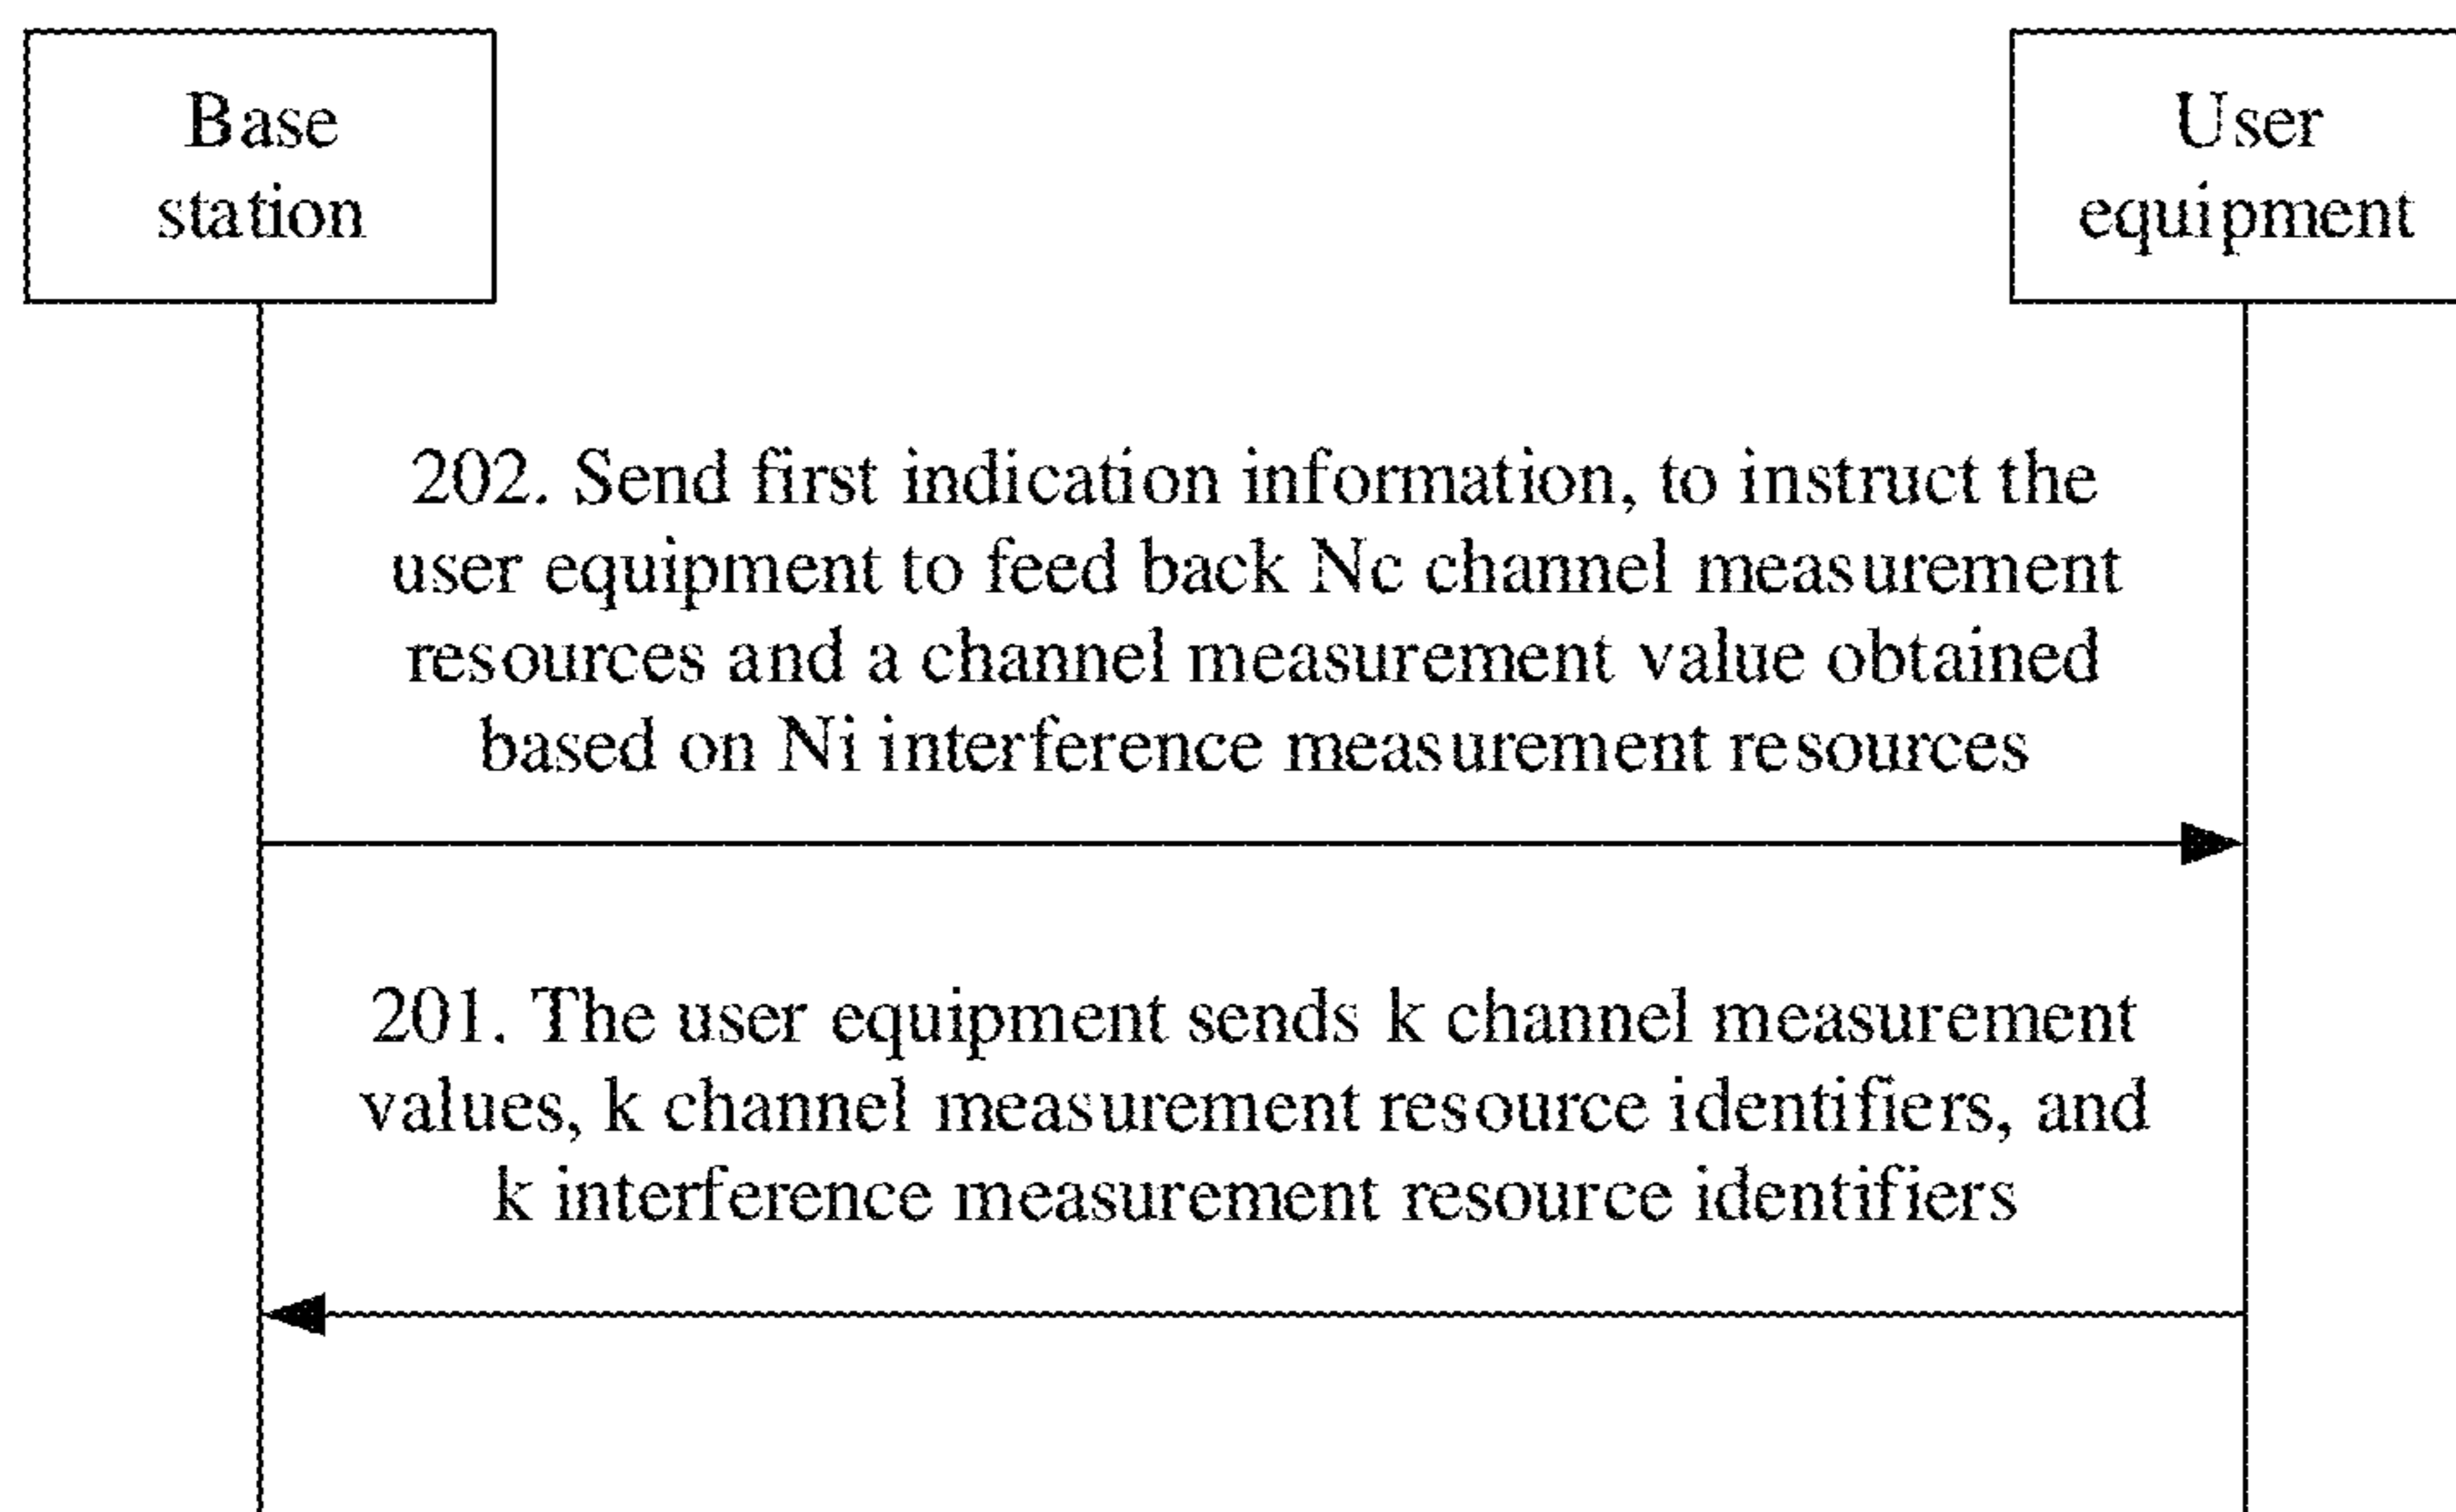 Base
station
User
equipment
202. Send first indication information, to instruct the
user equipment to feed back Nc channel measurement
resources and a channel measurement value obtained
based on Ni interference measurement resources
201. The user equipment sends k channel measurement
values, k channel measurement resource identifiers, and
k interference measurement resource identifiers